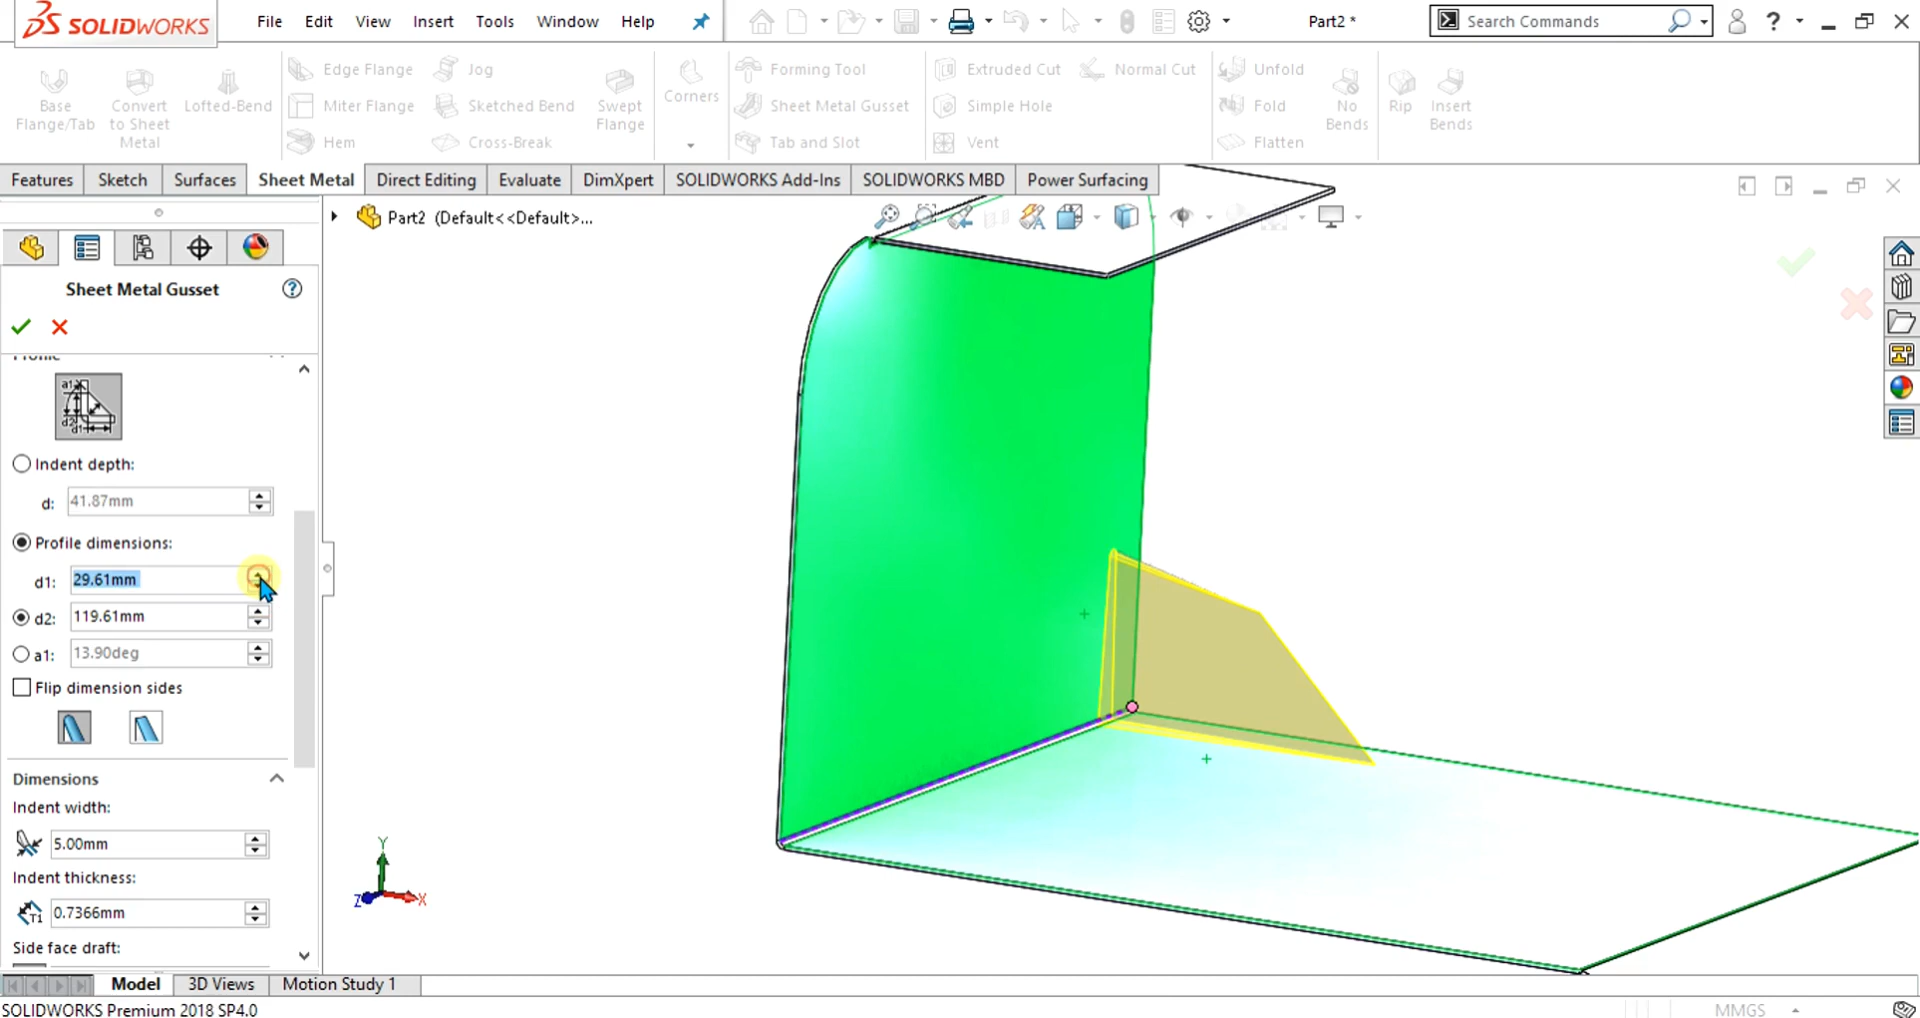 SOLIDWORKS File Edit View Insert Tools Window Help Part2 * Search Commands ?
Base Flange/Tab
Convert to Sheet Metal
Lofted-Bend
Edge Flange
Miter Flange
Hem
Jog
Sketched Bend
Cross-Break
Swept Flange
Corners
Forming Tool
Sheet Metal Gusset
Tab and Slot
Extruded Cut
Simple Hole
Vent
Normal Cut
Unfold
Fold
Flatten
No Bends
Rip
Insert Bends
Features Sketch Surfaces Sheet Metal Direct Editing Evaluate DimXpert SOLIDWORKS Add-Ins SOLIDWORKS MBD Power Surfacing
Part2 (Default<<Default>...
Sheet Metal Gusset ?
Profile
a1
d2
d1
Indent depth:
d: 41.87mm
Profile dimensions:
d1: 29.61mm
d2: 119.61mm
a1: 13.90deg
Flip dimension sides
Dimensions
Indent width:
5.00mm
Indent thickness:
T1 0.7366mm
Side face draft:
Y
Z X
Model 3D Views Motion Study 1
SOLIDWORKS Premium 2018 SP4.0 MMGS